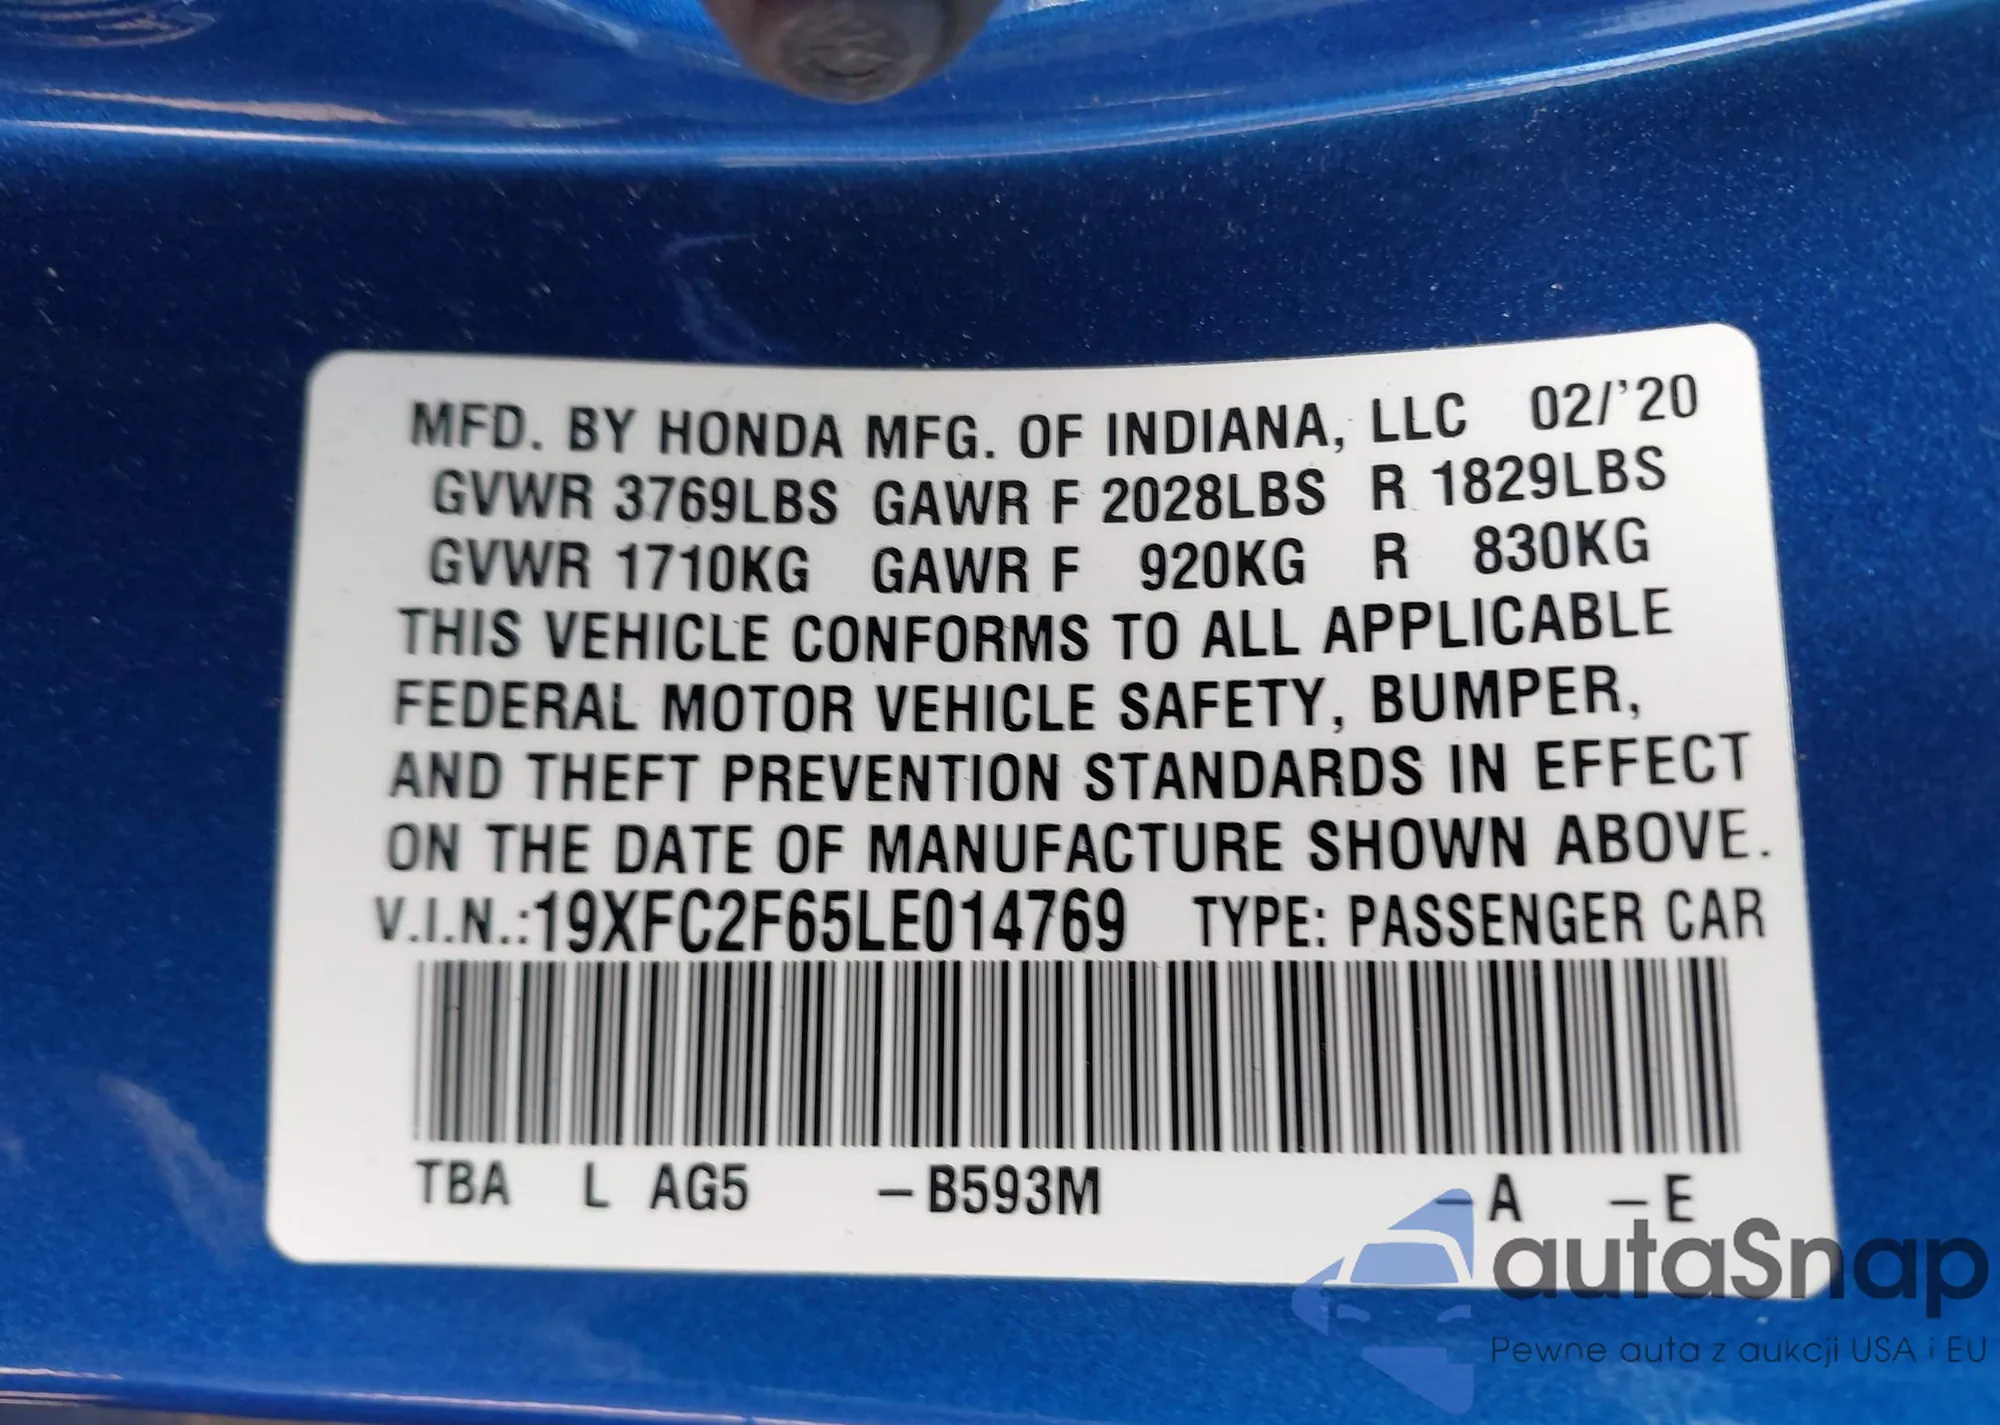 MFD. BY HONDA MFG. OF INDIANA, LLC 02/'20
GVWR 3769LBS GAWR F 2028LBS R 1829LBS
GVWR 1710KG GAWR F 920KG R 830KG
THIS VEHICLE CONFORMS TO ALL APPLICABLE
FEDERAL MOTOR VEHICLE SAFETY, BUMPER,
AND THEFT PREVENTION STANDARDS IN EFFECT
ON THE DATE OF MANUFACTURE SHOWN ABOVE.
V.I.N.:19XFC2F65LE014769 TYPE: PASSENGER CAR
TBA L AG5 –B593M –A –E
autaSnap
Pewne auta z aukcji USA i EU